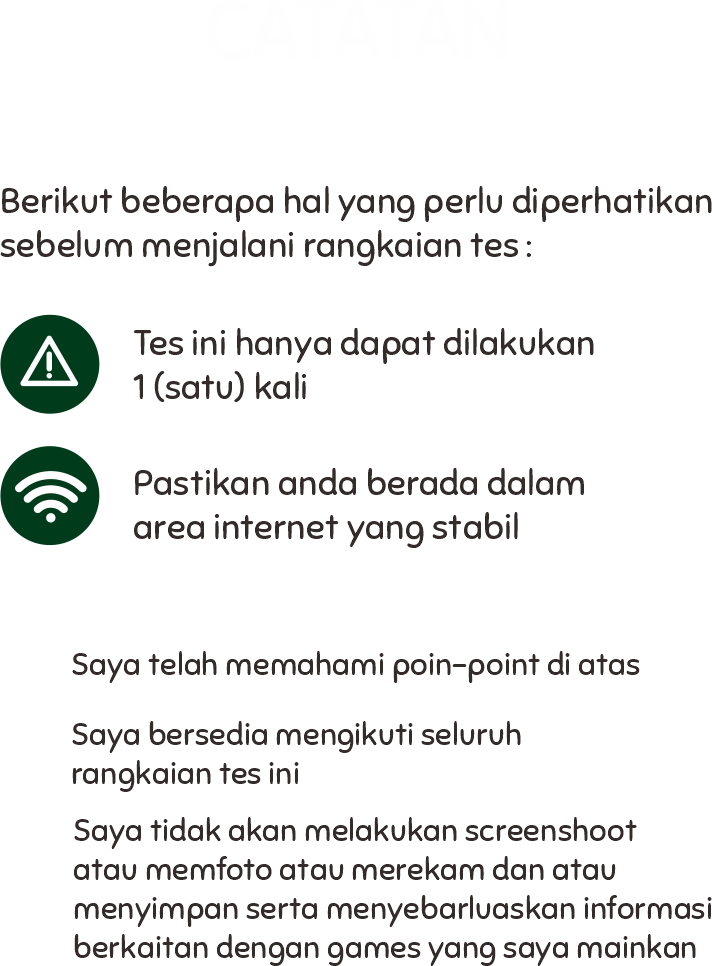 Berikut beberapa hal yang perlu diperhatikan
sebelum menjalani rangkaian tes :
Tes ini hanya dapat dilakukan
1 (satu) kali
Pastikan anda berada dalam
area internet yang stabil
Saya telah memahami poin-point di atas
Saya bersedia mengikuti seluruh
rangkaian tes ini
Saya tidak akan melakukan screenshoot
atau memfoto atau merekam dan atau
menyimpan serta menyebarluaskan informasi
berkaitan dengan games yang saya mainkan